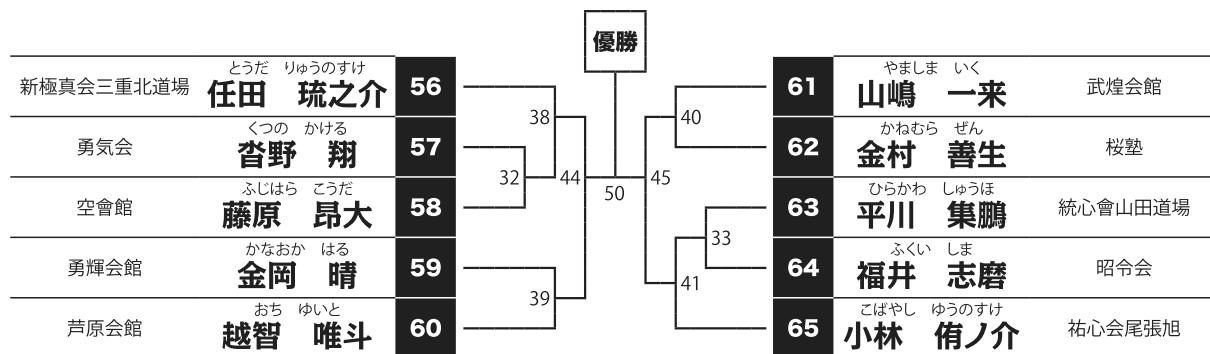 優勝
とうだ りゅうのすけ
新極真会三重北道場 任田 琉之介 56
くつの かける
勇気会 沓野 翔 57
ふじはら こうだ
空會館 藤原 昂大 58
かなおか はる
勇輝会館 金岡 晴 59
おち ゆいと
芦原会館 越智 唯斗 60
38
32
44
39
50
45
40
33
41
やましま いく
61 山嶋 一来 武煌会館
かねむら ぜん
62 金村 善生 桜塾
ひらかわ しゅうほ
63 平川 集鵬 統心會山田道場
ふくい しま
64 福井 志磨 昭令会
こばやし ゆうのすけ
65 小林 侑ノ介 祐心会尾張旭